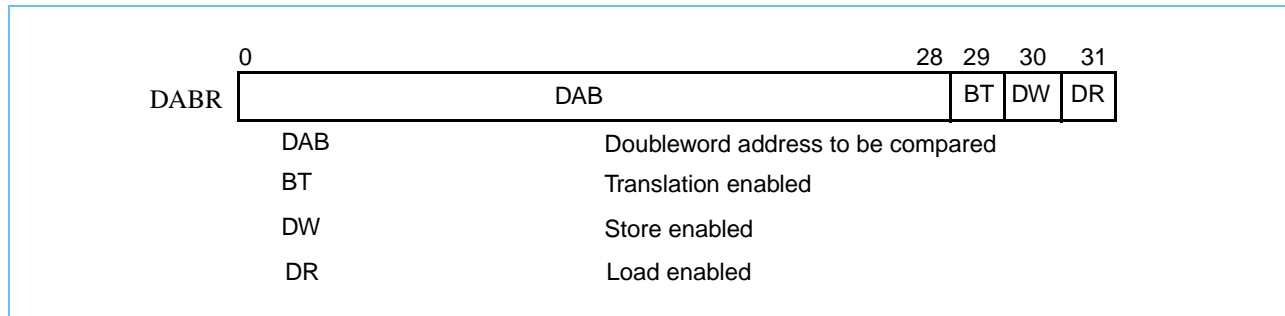 0 28 29 30 31
DABR DAB BT DW DR
DAB Doubleword address to be compared
BT Translation enabled
DW Store enabled
DR Load enabled